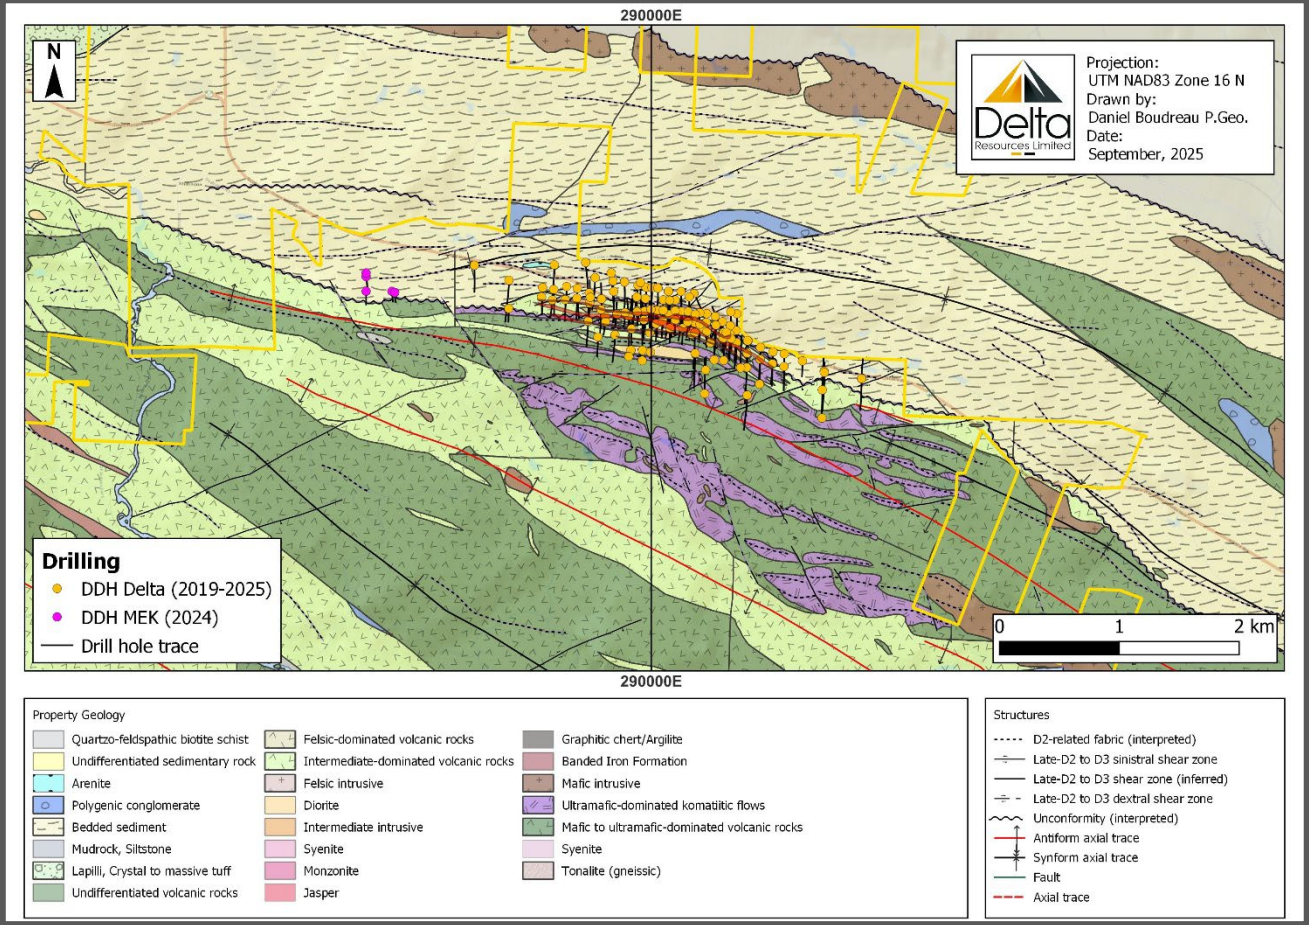 290000E
N
Delta
Resources Limited
Projection:
UTM NAD83 Zone 16 N
Drawn by:
Daniel Boudreau P.Geo.
Date:
September, 2025
Drilling
DDH Delta (2019-2025)
DDH MEK (2024)
Drill hole trace
0 1 2 km
290000E
Property Geology
Quartzo-feldspathic biotite schist
Undifferentiated sedimentary rock
Arenite
Polygenic conglomerate
Bedded sediment
Mudrock, Siltstone
Lapilli, Crystal to massive tuff
Undifferentiated volcanic rocks
Felsic-dominated volcanic rocks
Intermediate-dominated volcanic rocks
Felsic intrusive
Diorite
Intermediate intrusive
Syenite
Monzonite
Jasper
Graphitic chert/Argilite
Banded Iron Formation
Mafic intrusive
Ultramafic-dominated komatiitic flows
Mafic to ultramafic-dominated volcanic rocks
Syenite
Tonalite (gneissic)
Structures
D2-related fabric (interpreted)
Late-D2 to D3 sinistral shear zone
Late-D2 to D3 shear zone (inferred)
Late-D2 to D3 dextral shear zone
Unconformity (interpreted)
Antiform axial trace
Synform axial trace
Fault
Axial trace